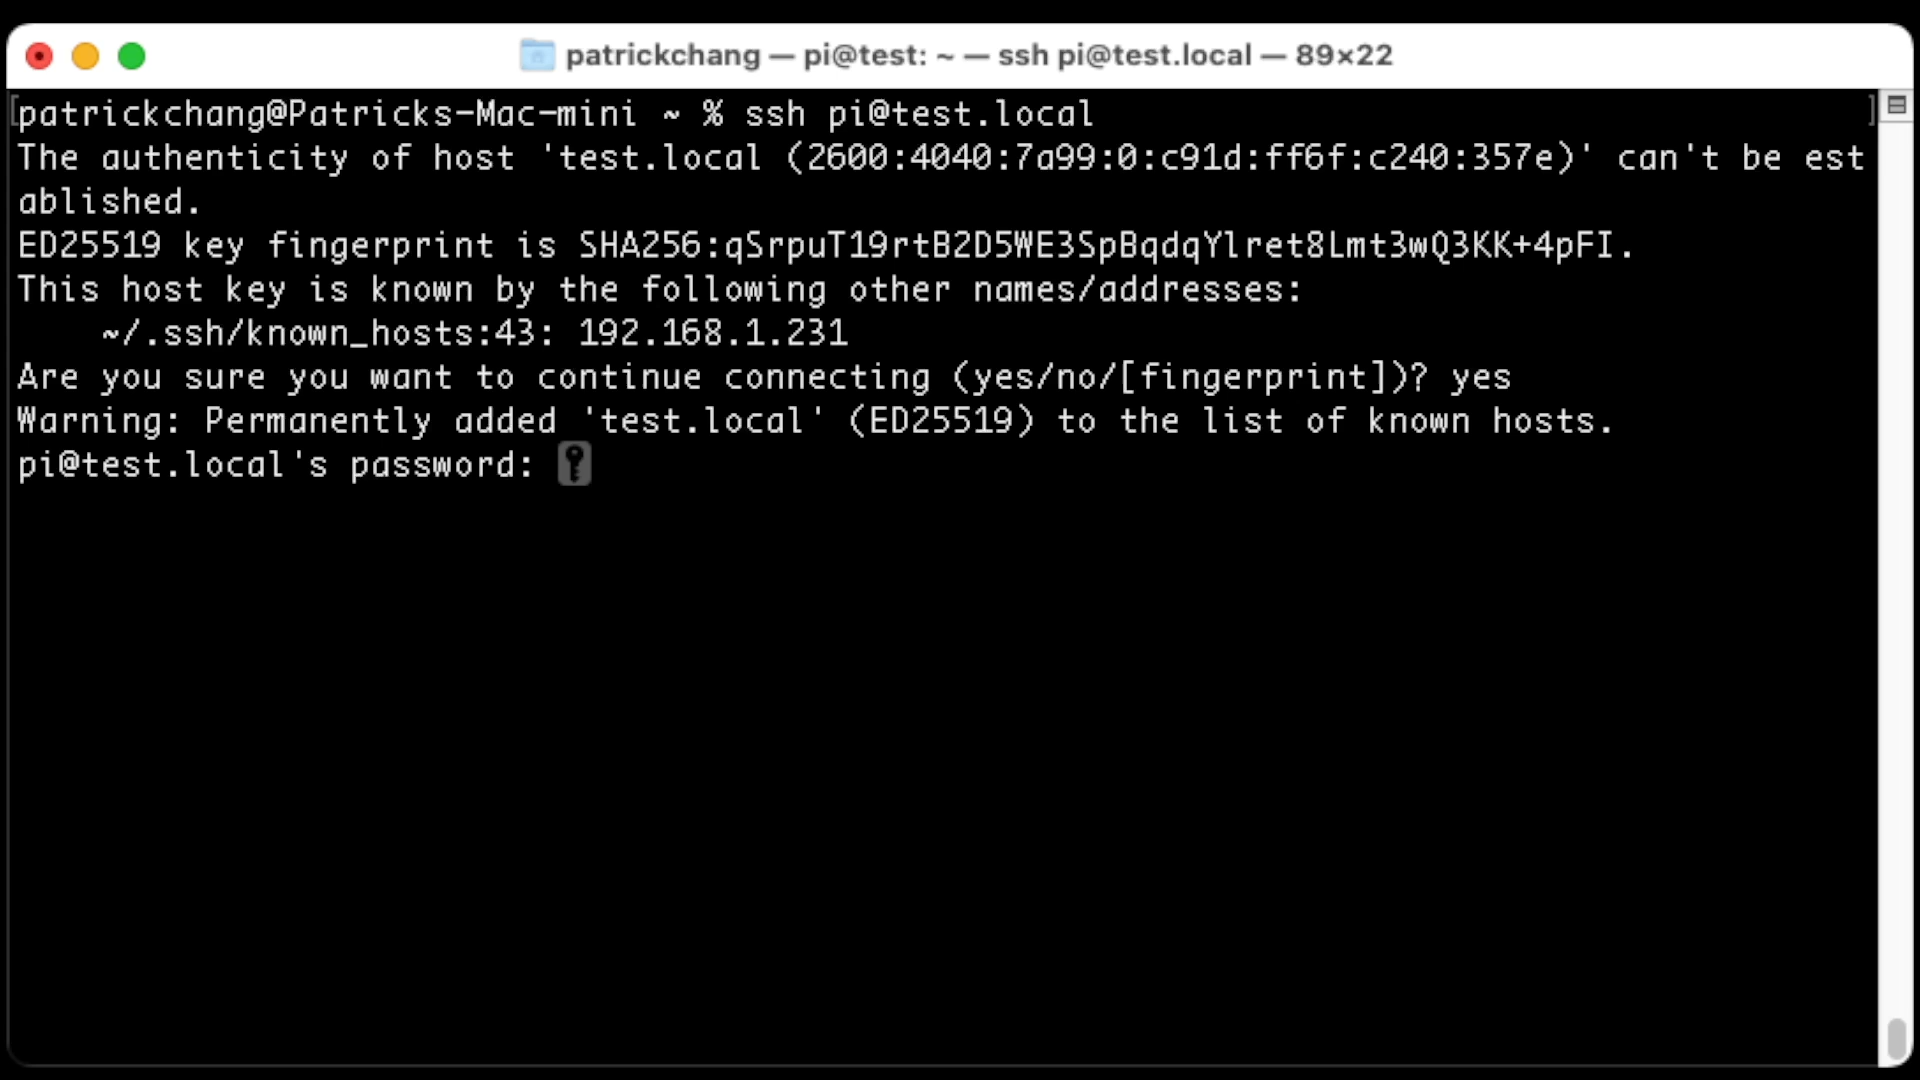 patrickchang — pi@test: ~ — ssh pi@test.local — 89×22
[patrickchang@Patricks-Mac-mini ~ % ssh pi@test.local ]
The authenticity of host 'test.local (2600:4040:7a99:0:c91d:ff6f:c240:357e)' can't be est
ablished.
ED25519 key fingerprint is SHA256:qSrpuT19rtB2D5WE3SpBqdqYlret8Lmt3wQ3KK+4pFI.
This host key is known by the following other names/addresses:
    ~/.ssh/known_hosts:43: 192.168.1.231
Are you sure you want to continue connecting (yes/no/[fingerprint])? yes
Warning: Permanently added 'test.local' (ED25519) to the list of known hosts.
pi@test.local's password: